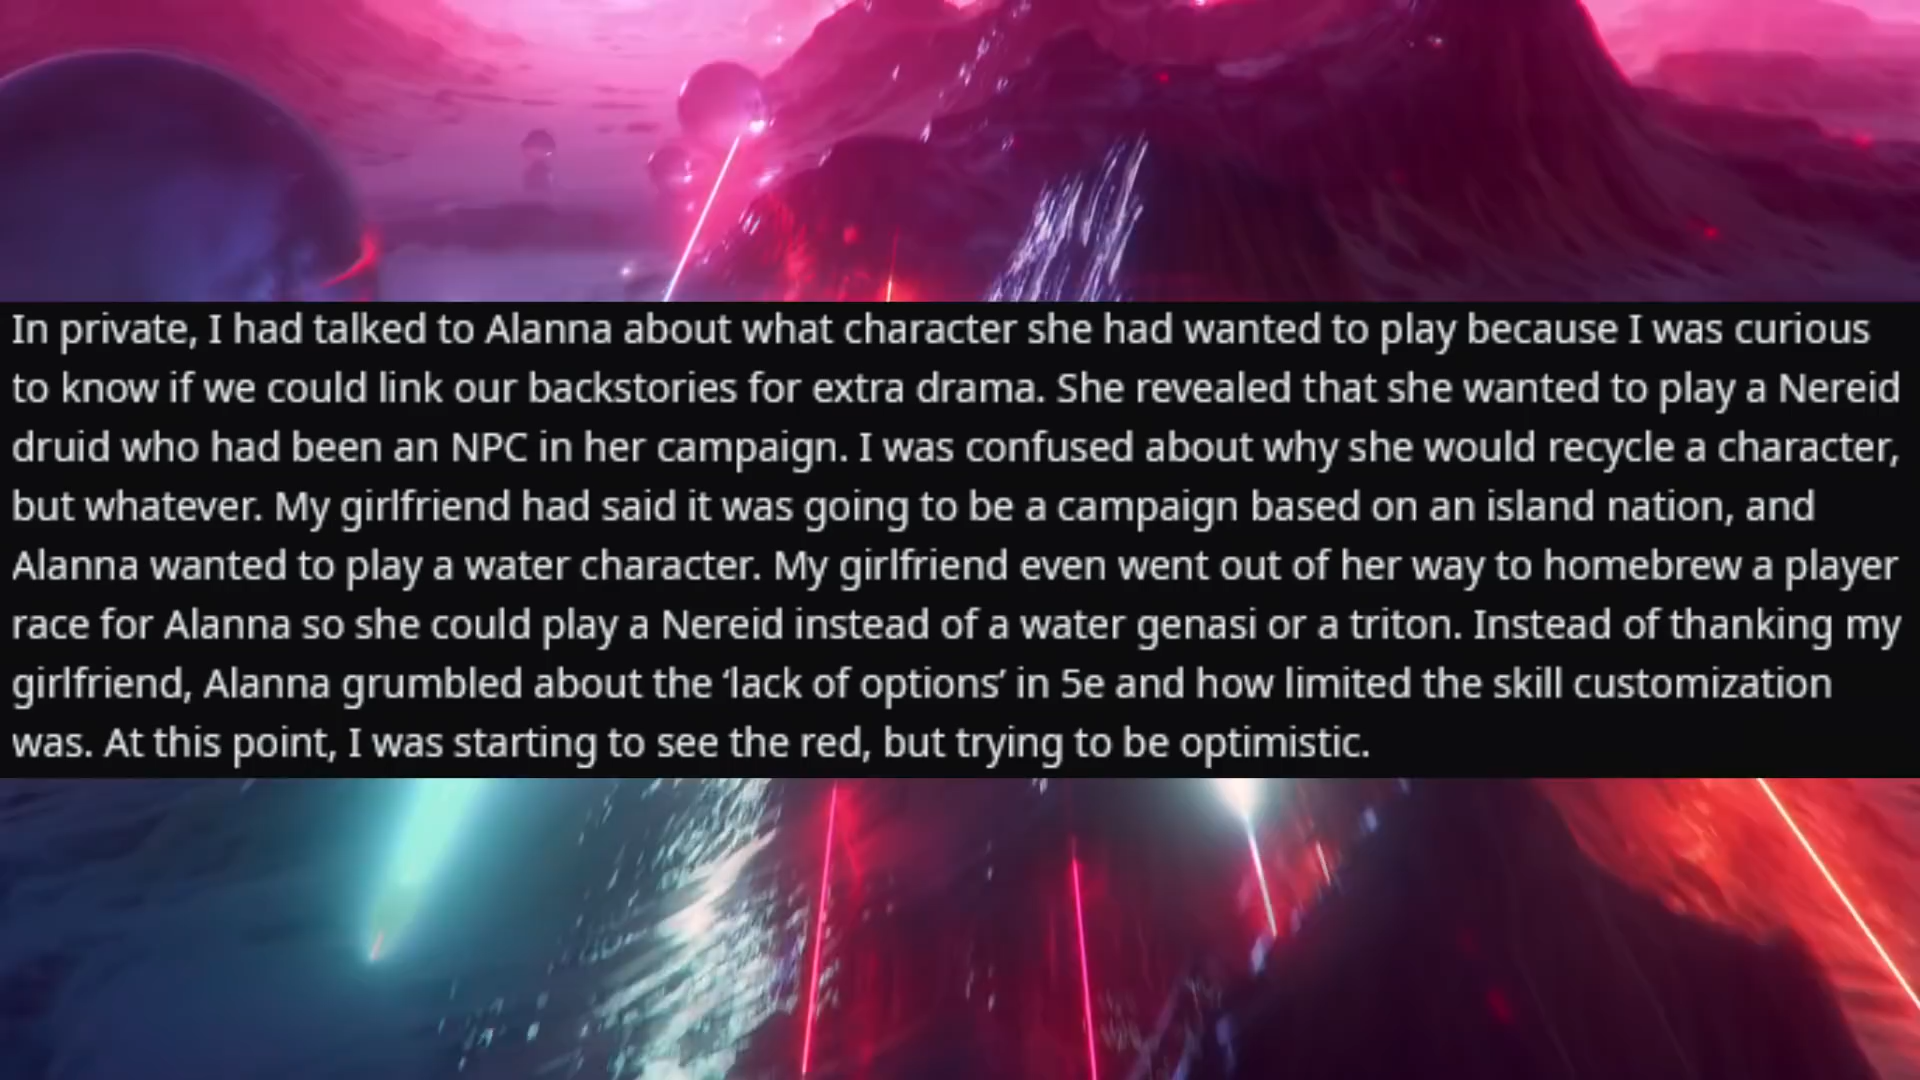 In private, I had talked to Alanna about what character she had wanted to play because I was curious
to know if we could link our backstories for extra drama. She revealed that she wanted to play a Nereid
druid who had been an NPC in her campaign. I was confused about why she would recycle a character,
but whatever. My girlfriend had said it was going to be a campaign based on an island nation, and
Alanna wanted to play a water character. My girlfriend even went out of her way to homebrew a player
race for Alanna so she could play a Nereid instead of a water genasi or a triton. Instead of thanking my
girlfriend, Alanna grumbled about the ‘lack of options’ in 5e and how limited the skill customization
was. At this point, I was starting to see the red, but trying to be optimistic.